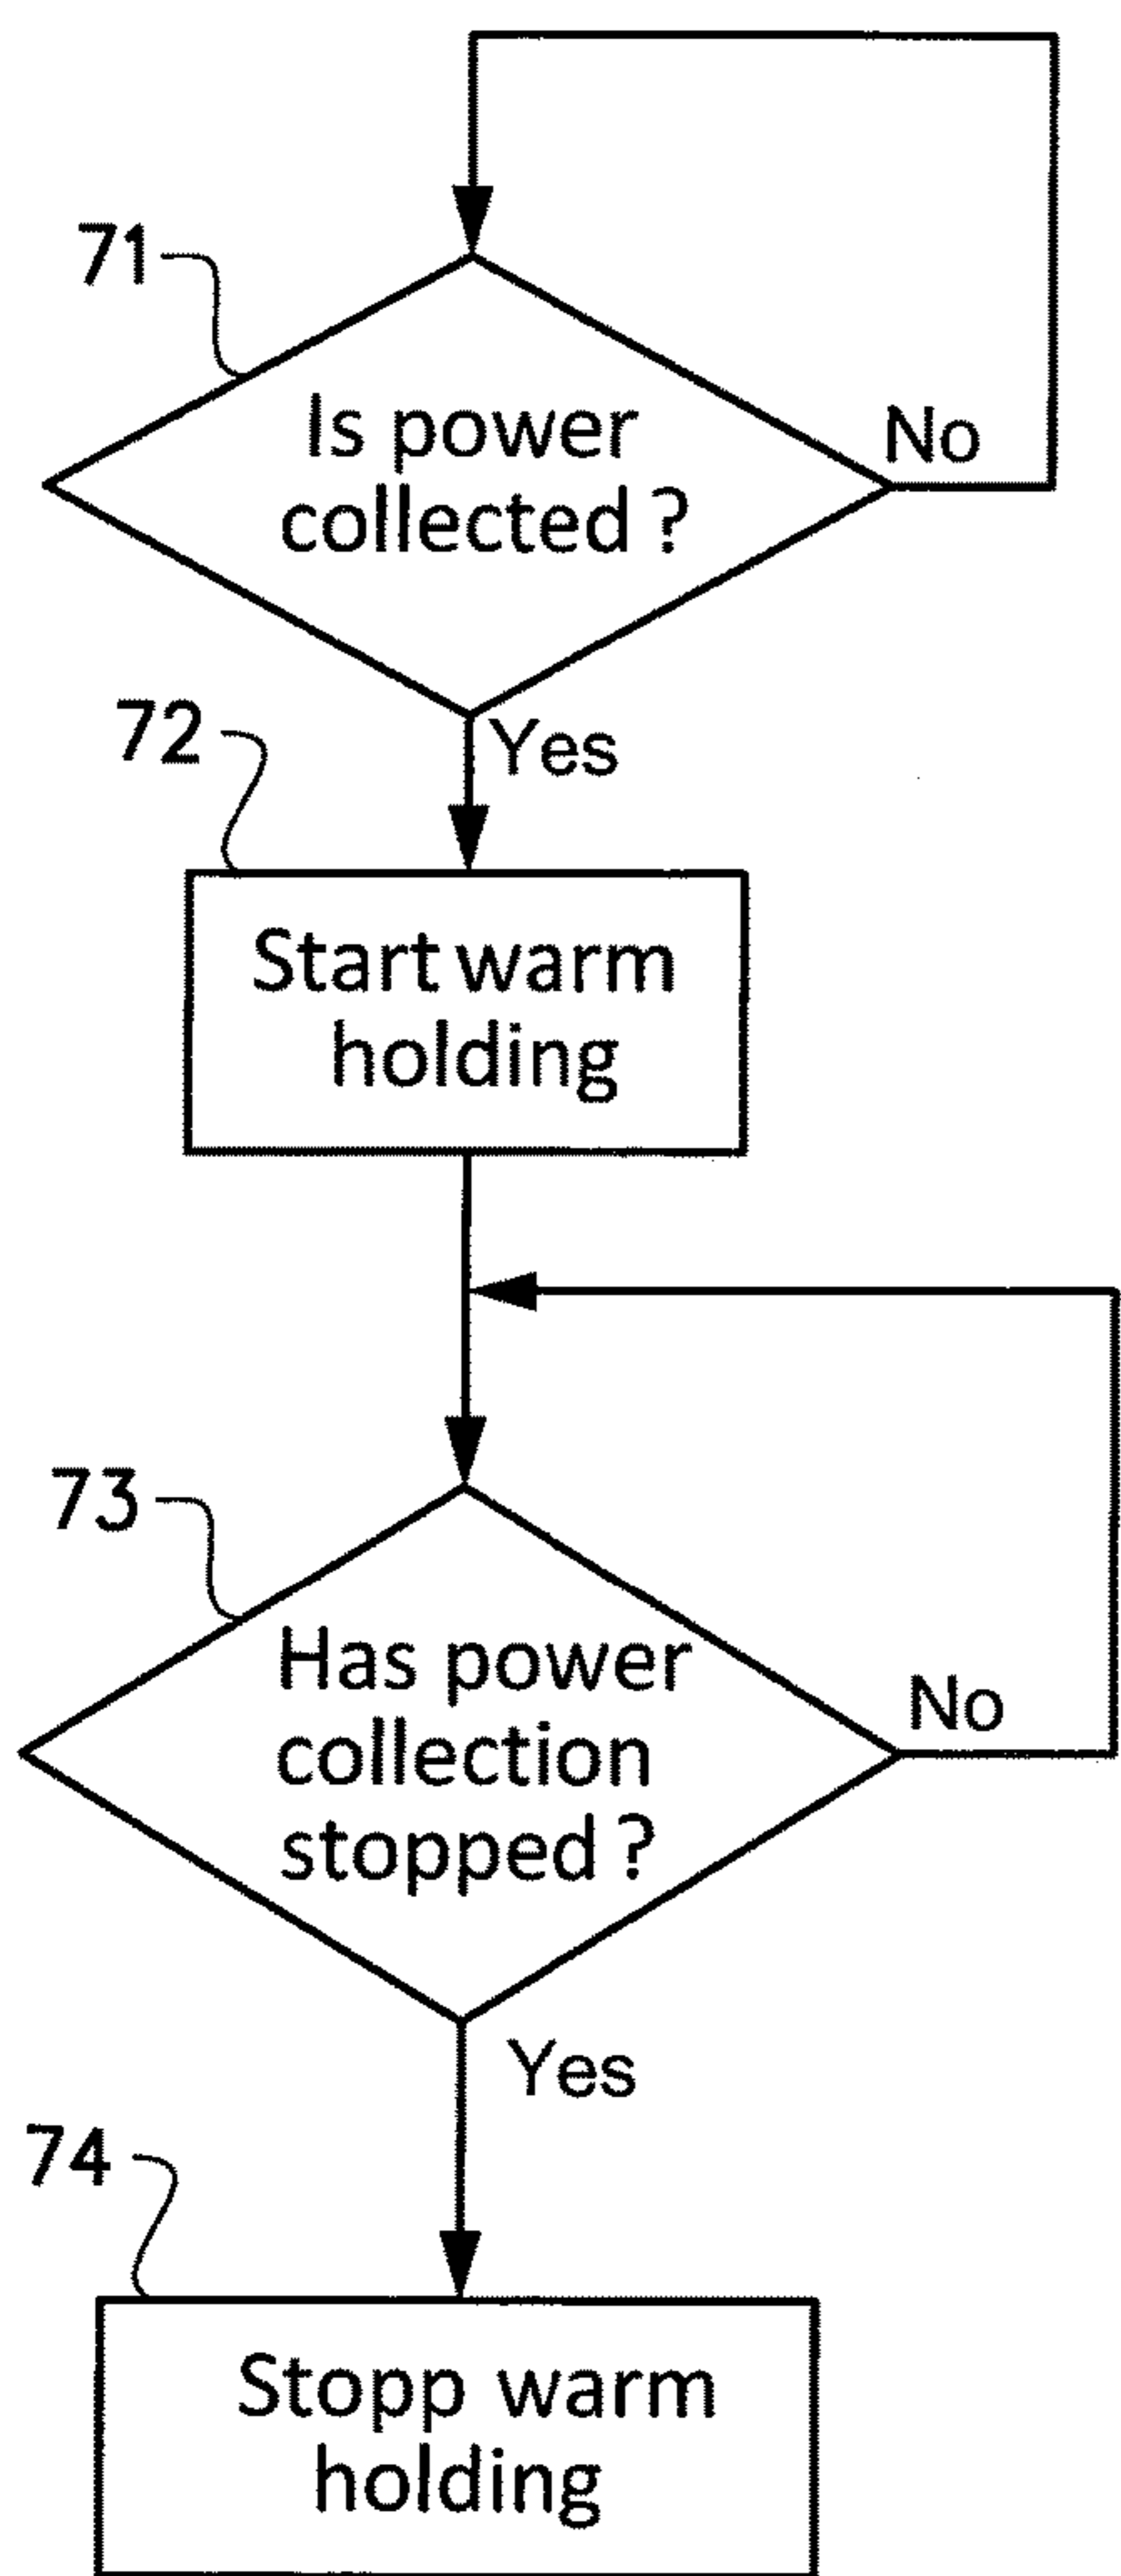 71
Is power
collected ?
No
72
Yes
Start warm
holding
73
Has power
collection
stopped ?
No
Yes
74
Stopp warm
holding